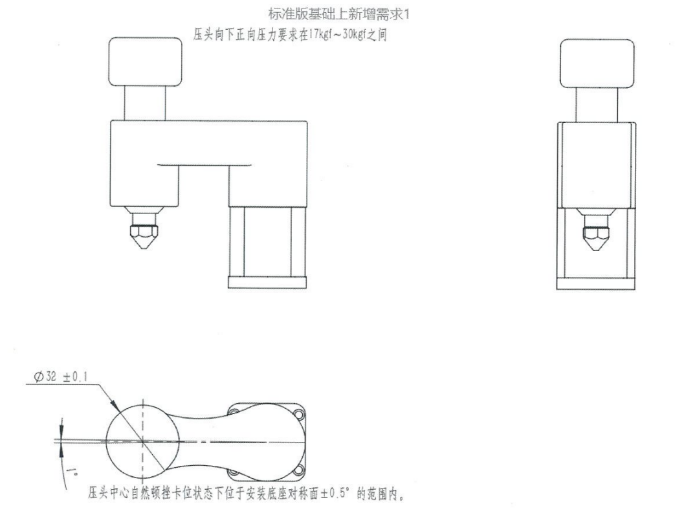 标准版基础上新增需求1
压头向下正向压力要求在17kgf～30kgf之间
Ø32 ±0.1
1°
压头中心自然顿挫卡位状态下位于安装底座对称面±0.5°的范围内。